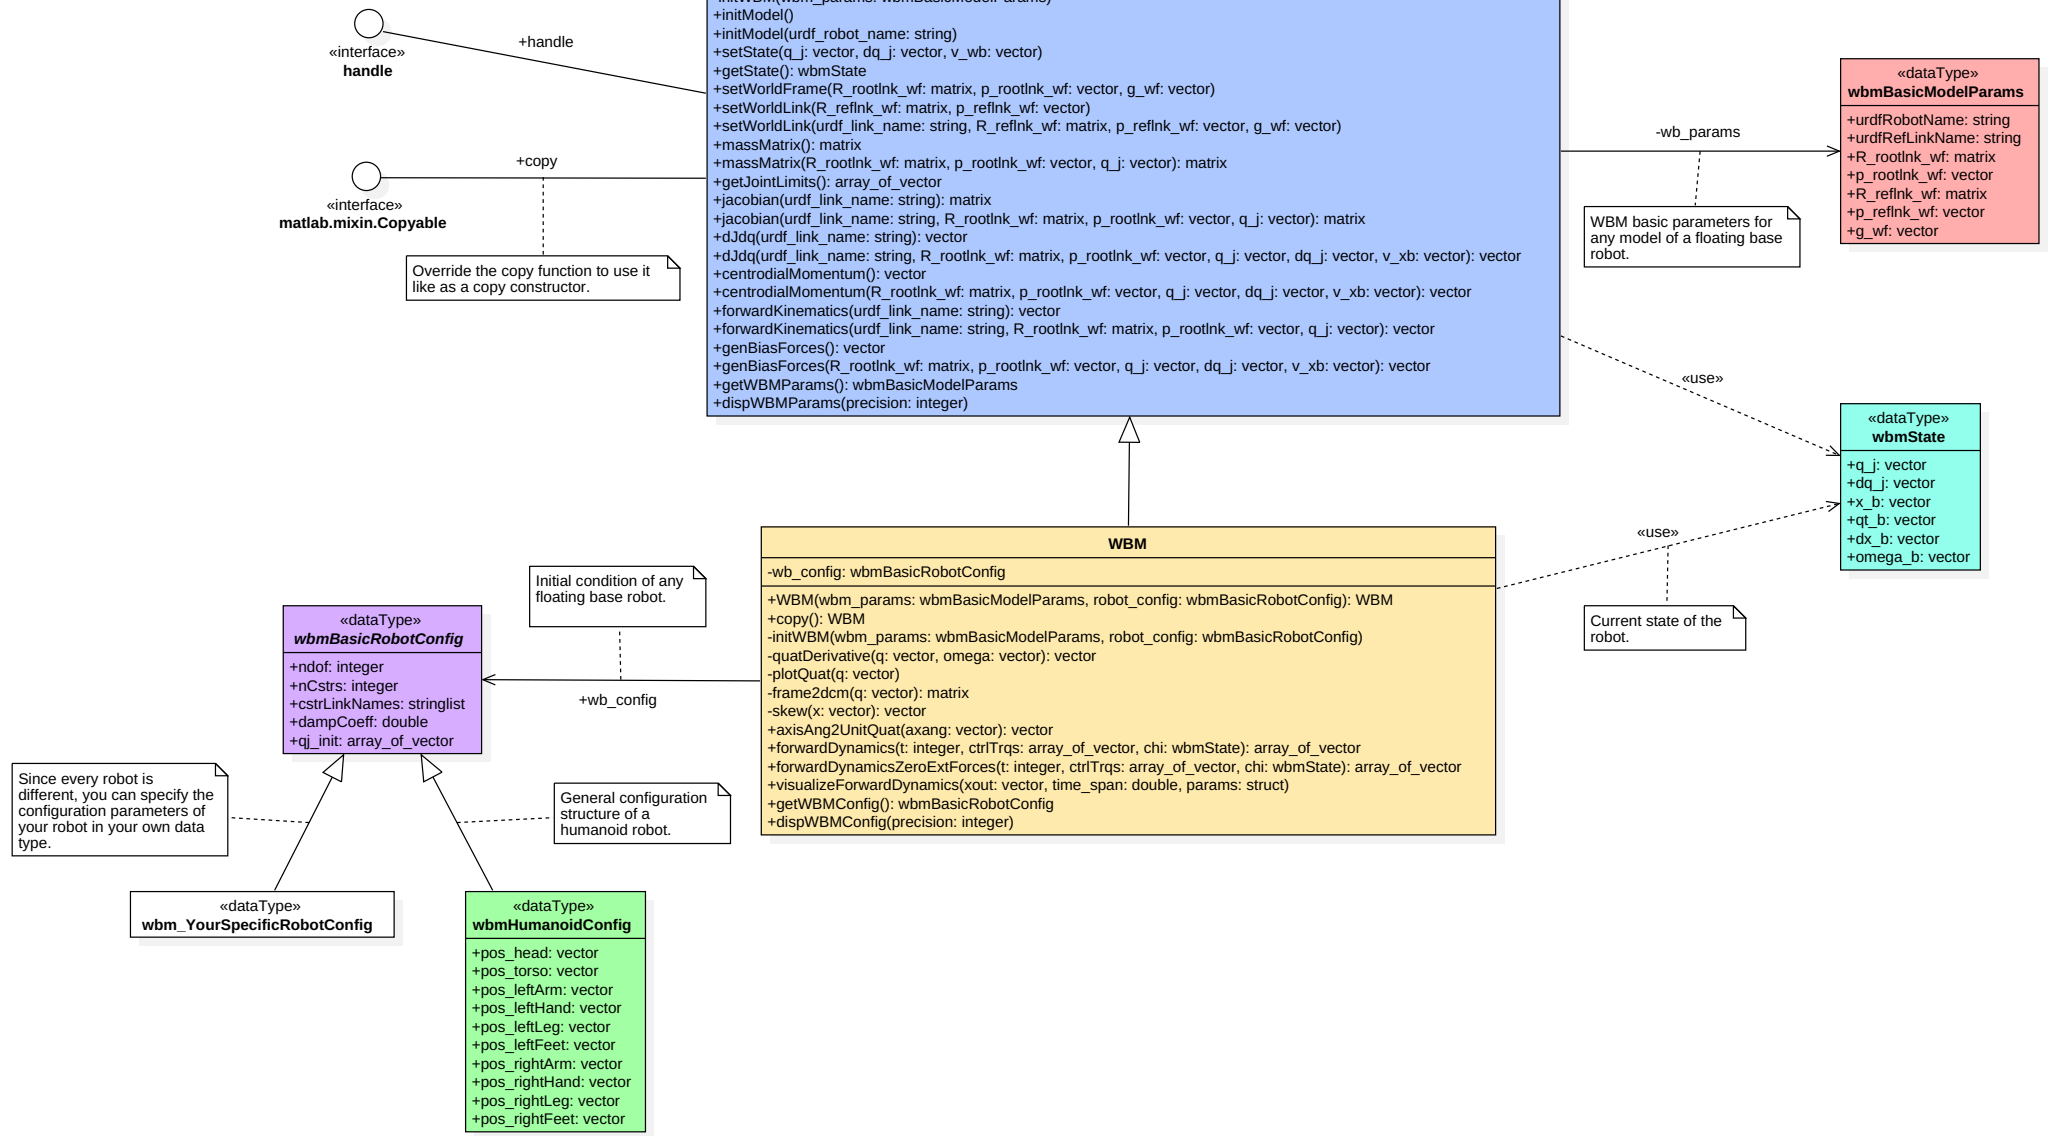 +initModel()
+initModel(urdf_robot_name: string)
+setState(q_j: vector, dq_j: vector, v_wb: vector)
+getState(): wbmState
+setWorldFrame(R_rootlnk_wf: matrix, p_rootlnk_wf: vector, g_wf: vector)
+setWorldLink(R_reflnk_wf: matrix, p_reflnk_wf: vector)
+setWorldLink(urdf_link_name: string, R_reflnk_wf: matrix, p_reflnk_wf: vector, g_wf: vector)
+massMatrix(): matrix
+massMatrix(R_rootlnk_wf: matrix, p_rootlnk_wf: vector, q_j: vector): matrix
+getJointLimits(): array_of_vector
+jacobian(urdf_link_name: string): matrix
+jacobian(urdf_link_name: string, R_rootlnk_wf: matrix, p_rootlnk_wf: vector, q_j: vector): matrix
+dJdq(urdf_link_name: string): vector
+dJdq(urdf_link_name: string, R_rootlnk_wf: matrix, p_rootlnk_wf: vector, q_j: vector, dq_j: vector, v_xb: vector): vector
+centrodialMomentum(): vector
+centrodialMomentum(R_rootlnk_wf: matrix, p_rootlnk_wf: vector, q_j: vector, dq_j: vector, v_xb: vector): vector
+forwardKinematics(urdf_link_name: string): vector
+forwardKinematics(urdf_link_name: string, R_rootlnk_wf: matrix, p_rootlnk_wf: vector, q_j: vector): vector
+genBiasForces(): vector
+genBiasForces(R_rootlnk_wf: matrix, p_rootlnk_wf: vector, q_j: vector, dq_j: vector, v_xb: vector): vector
+getWBMParams(): wbmBasicModelParams
+dispWBMParams(precision: integer)
«interface»
handle
+handle
«interface»
matlab.mixin.Copyable
+copy
Override the copy function to use it
like as a copy constructor.
-wb_params
WBM basic parameters for
any model of a floating base
robot.
«dataType»
wbmBasicModelParams
+urdfRobotName: string
+urdfRefLinkName: string
+R_rootlnk_wf: matrix
+p_rootlnk_wf: vector
+R_reflnk_wf: matrix
+p_reflnk_wf: vector
+g_wf: vector
«use»
«dataType»
wbmState
+q_j: vector
+dq_j: vector
+x_b: vector
+qt_b: vector
+dx_b: vector
+omega_b: vector
«use»
Current state of the
robot.
WBM
-wb_config: wbmBasicRobotConfig
+WBM(wbm_params: wbmBasicModelParams, robot_config: wbmBasicRobotConfig): WBM
+copy(): WBM
-initWBM(wbm_params: wbmBasicModelParams, robot_config: wbmBasicRobotConfig)
-quatDerivative(q: vector, omega: vector): vector
-plotQuat(q: vector)
-frame2dcm(q: vector): matrix
-skew(x: vector): vector
+axisAng2UnitQuat(axang: vector): vector
+forwardDynamics(t: integer, ctrlTrqs: array_of_vector, chi: wbmState): array_of_vector
+forwardDynamicsZeroExtForces(t: integer, ctrlTrqs: array_of_vector, chi: wbmState): array_of_vector
+visualizeForwardDynamics(xout: vector, time_span: double, params: struct)
+getWBMConfig(): wbmBasicRobotConfig
+dispWBMConfig(precision: integer)
Initial condition of any
floating base robot.
+wb_config
«dataType»
wbmBasicRobotConfig
+ndof: integer
+nCstrs: integer
+cstrLinkNames: stringlist
+dampCoeff: double
+qj_init: array_of_vector
Since every robot is
different, you can specify the
configuration parameters of
your robot in your own data
type.
General configuration
structure of a
humanoid robot.
«dataType»
wbm_YourSpecificRobotConfig
«dataType»
wbmHumanoidConfig
+pos_head: vector
+pos_torso: vector
+pos_leftArm: vector
+pos_leftHand: vector
+pos_leftLeg: vector
+pos_leftFeet: vector
+pos_rightArm: vector
+pos_rightHand: vector
+pos_rightLeg: vector
+pos_rightFeet: vector